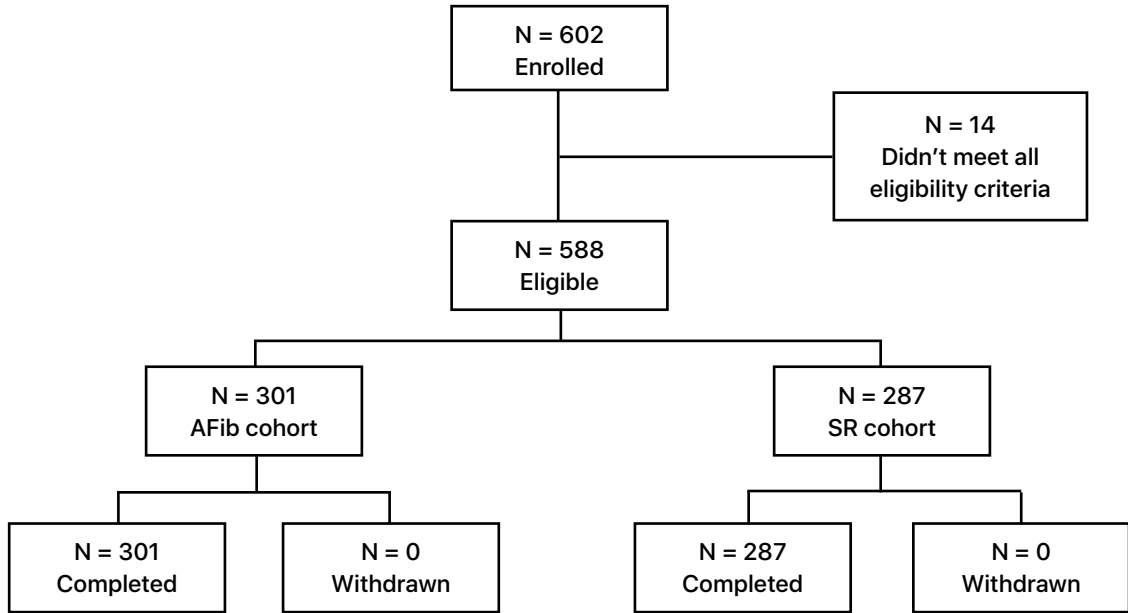 N = 602
Enrolled
N = 14
Didn’t meet all
eligibility criteria
N = 588
Eligible
N = 301
AFib cohort
N = 287
SR cohort
N = 301
Completed
N = 0
Withdrawn
N = 287
Completed
N = 0
Withdrawn